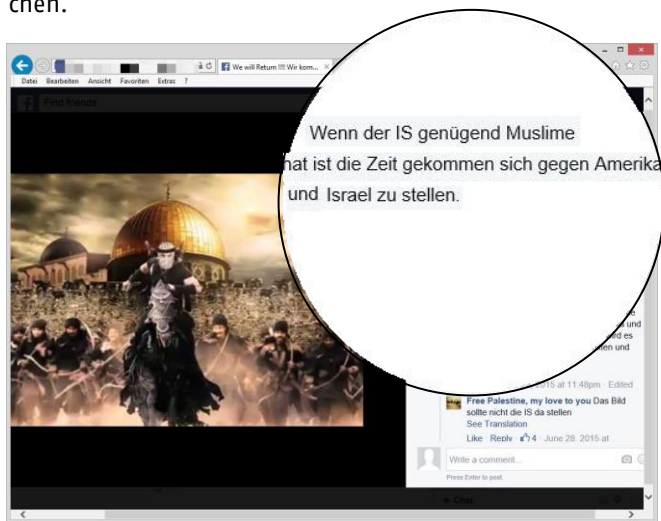 chen.
We will Return !!!! Wir kom... ×
Datei Bearbeiten Ansicht Favoriten Extras ?
Find friends
Wenn der IS genügend Muslime
hat ist die Zeit gekommen sich gegen Amerika
und Israel zu stellen.
und
es
und
2015 at 11:48pm · Edited
Free Palestine, my love to you Das Bild
sollte nicht die IS da stellen
See Translation
Like · Reply · 4 · June 28, 2015 at
Write a comment...
Press Enter to post.
Chat